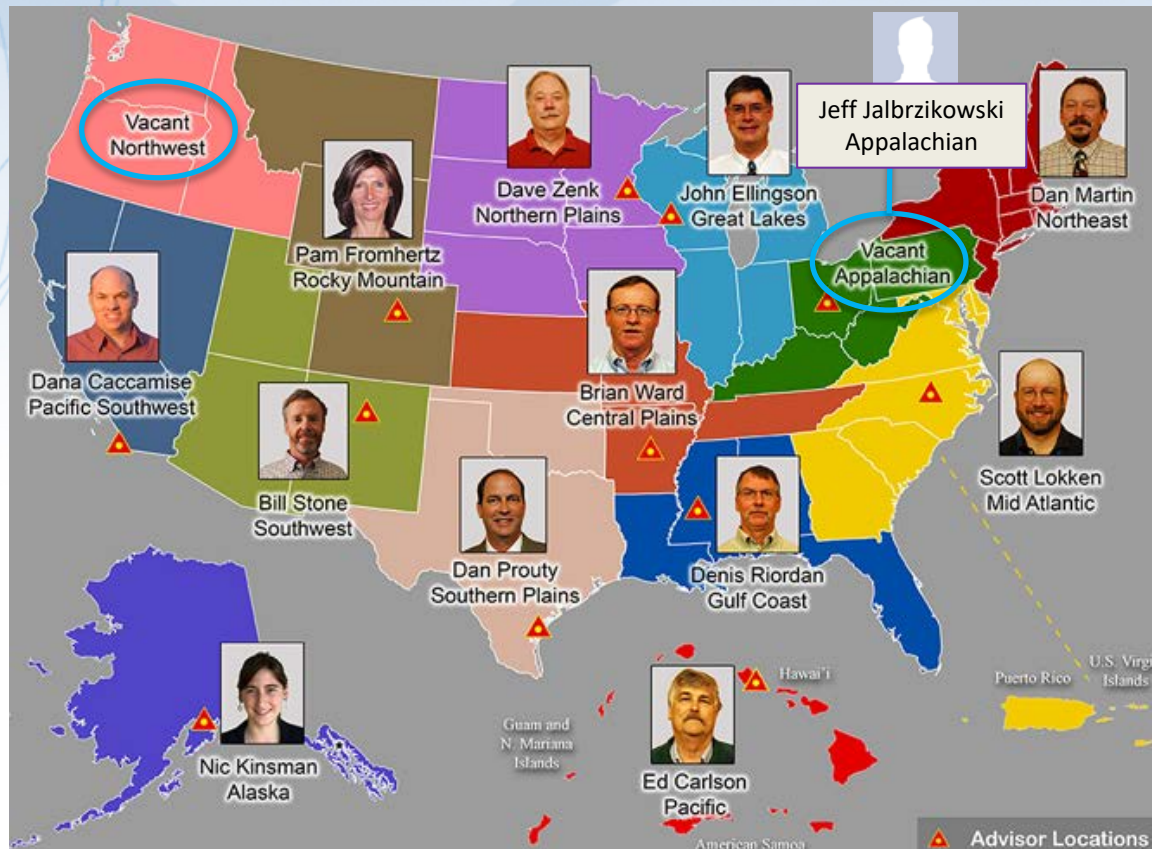 Jeff Jalbrzikowski
Appalachian
Vacant
Northwest
Dave Zenk
Northern Plains
John Ellingson
Great Lakes
Dan Martin
Northeast
Pam Fromhertz
Rocky Mountain
Vacant
Appalachian
Dana Caccamise
Pacific Southwest
Brian Ward
Central Plains
Bill Stone
Southwest
Scott Lokken
Mid Atlantic
Dan Prouty
Southern Plains
Denis Riordan
Gulf Coast
Hawai'i
Puerto Rico
U.S. Virgi
Islands
Guam and
N. Mariana
Islands
Nic Kinsman
Alaska
Ed Carlson
Pacific
American Samoa
Advisor Locations